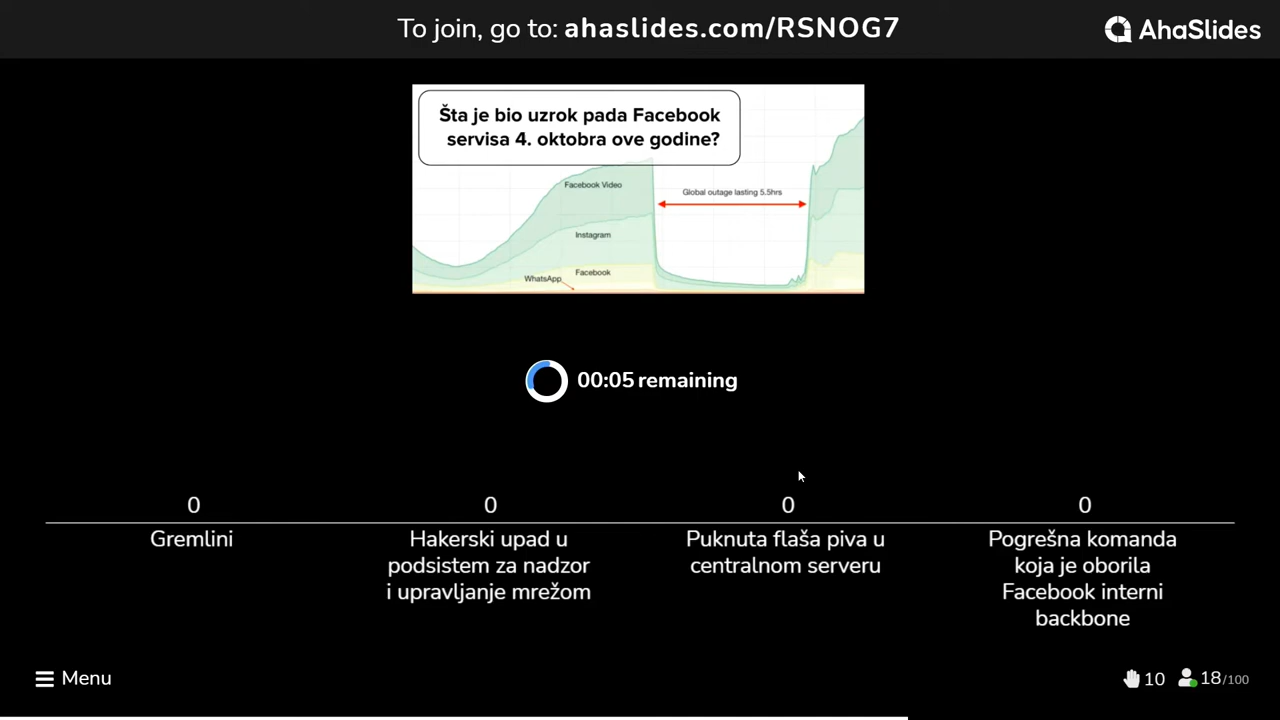 To join, go to: ahaslides.com/RSNOG7
AhaSlides
Šta je bio uzrok pada Facebook
servisa 4. oktobra ove godine?
Facebook Video
Global outage lasting 5.5hrs
Instagram
Facebook
WhatsApp
00:05 remaining
0
Gremlini
0
Hakerski upad u
podsistem za nadzor
i upravljanje mrežom
0
Puknuta flaša piva u
centralnom serveru
0
Pogrešna komanda
koja je oborila
Facebook interni
backbone
Menu
10
18/100